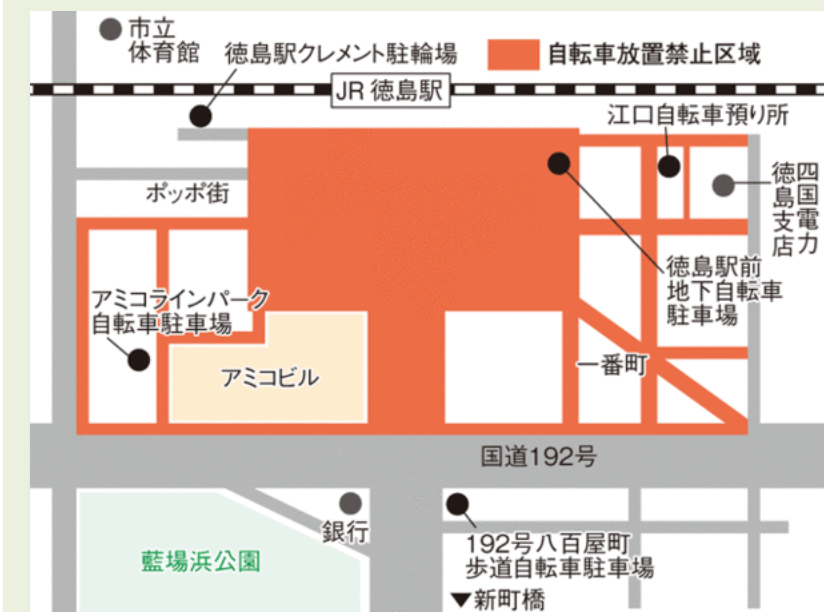 市立
体育館
徳島駅クレメント駐輪場
自転車放置禁止区域
JR 徳島駅
江口自転車預り所
ポッポ街
四国電力
徳島支店
徳島駅前
地下自転車
駐車場
アミコラインパーク
自転車駐車場
アミコビル
一番町
国道192号
銀行
藍場浜公園
192号八百屋町
歩道自転車駐車場
▼新町橋